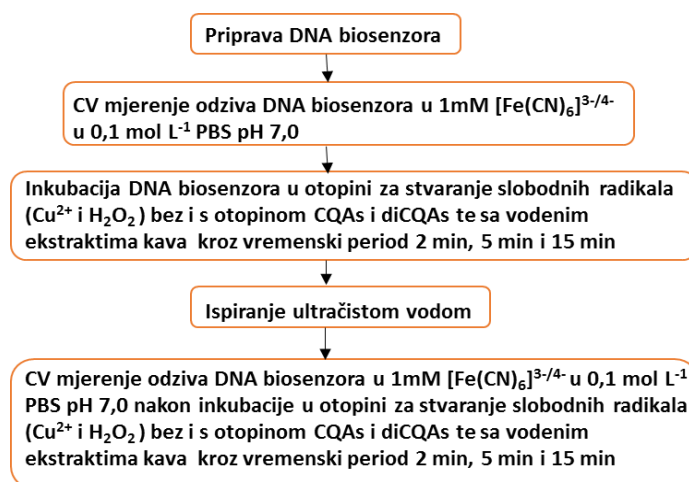 Priprava DNA biosenzora
CV mjerenje odziva DNA biosenzora u 1mM [Fe(CN)₆]³⁻/⁴⁻
u 0,1 mol L⁻¹ PBS pH 7,0
Inkubacija DNA biosenzora u otopini za stvaranje slobodnih radikala
(Cu²⁺ i H₂O₂) bez i s otopinom CQAs i diCQAs te sa vodenim
ekstraktima kava kroz vremenski period 2 min, 5 min i 15 min
Ispiranje ultračistom vodom
CV mjerenje odziva DNA biosenzora u 1mM [Fe(CN)₆]³⁻/⁴⁻ u 0,1 mol L⁻¹
PBS pH 7,0 nakon inkubacije u otopini za stvaranje slobodnih radikala
(Cu²⁺ i H₂O₂) bez i s otopinom CQAs i diCQAs te sa vodenim
ekstraktima kava kroz vremenski period 2 min, 5 min i 15 min